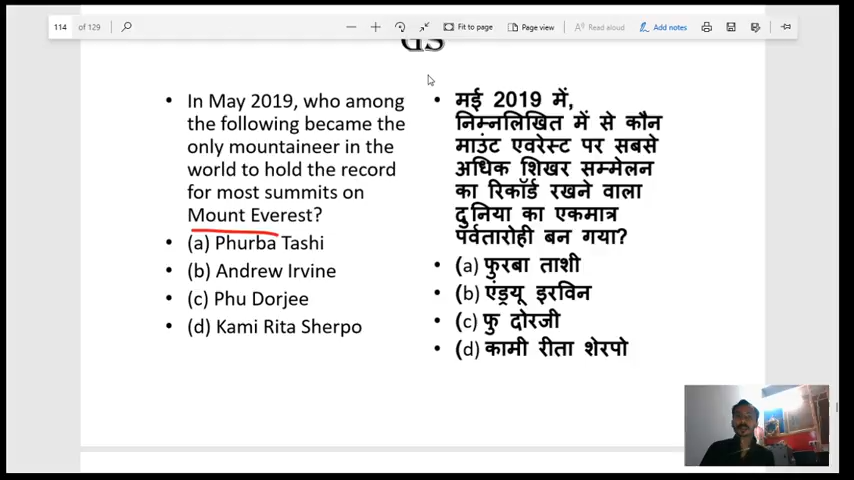 114 of 129
Fit to page
Page view
Read aloud
Add notes
GS
In May 2019, who among
the following became the
only mountaineer in the
world to hold the record
for most summits on
Mount Everest?
(a) Phurba Tashi
(b) Andrew Irvine
(c) Phu Dorjee
(d) Kami Rita Sherpo
मई 2019 में,
निम्नलिखित में से कौन
माउंट एवरेस्ट पर सबसे
अधिक शिखर सम्मेलन
का रिकॉर्ड रखने वाला
दुनिया का एकमात्र
पर्वतारोही बन गया?
(a) फुरबा ताशी
(b) एंड्रयू इरविन
(c) फु दोरजी
(d) कामी रीता शेरपो